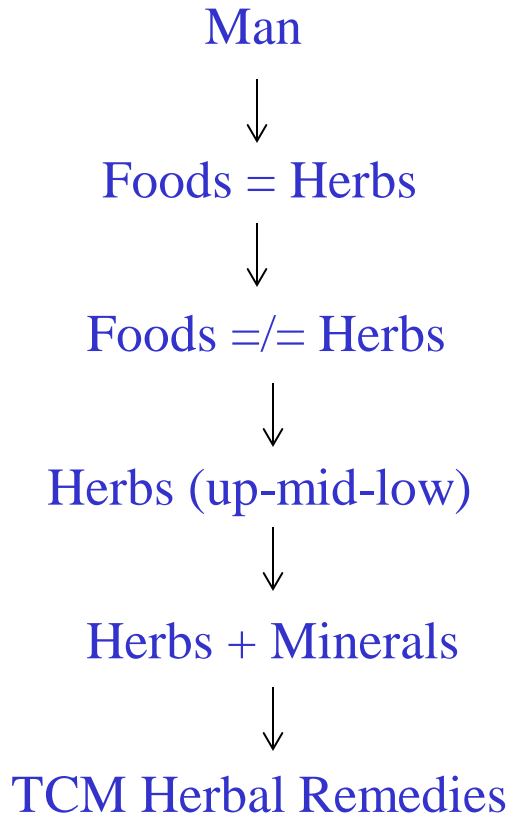 Man
Foods = Herbs
Foods =/= Herbs
Herbs (up-mid-low)
Herbs + Minerals
TCM Herbal Remedies